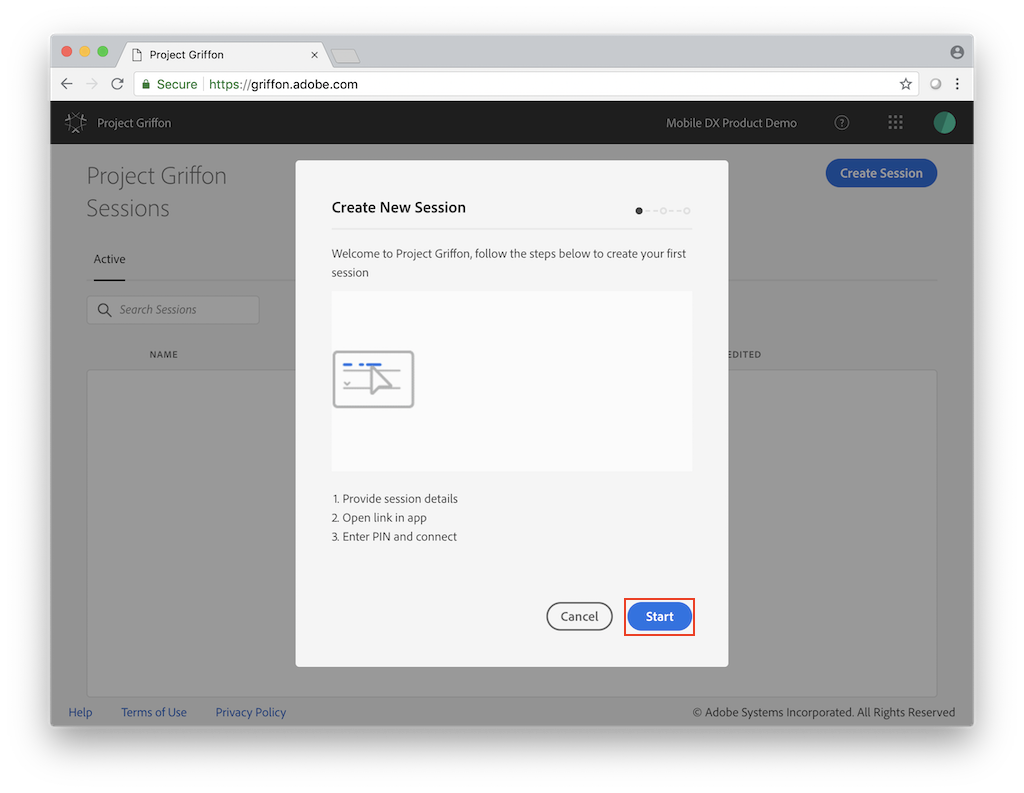 Project Griffon
Secure https://griffon.adobe.com
Project Griffon
Mobile DX Product Demo
Project Griffon
Sessions
Create Session
Active
Search Sessions
NAME
EDITED
Create New Session
Welcome to Project Griffon, follow the steps below to create your first
session
1. Provide session details
2. Open link in app
3. Enter PIN and connect
Cancel
Start
Help
Terms of Use
Privacy Policy
© Adobe Systems Incorporated. All Rights Reserved